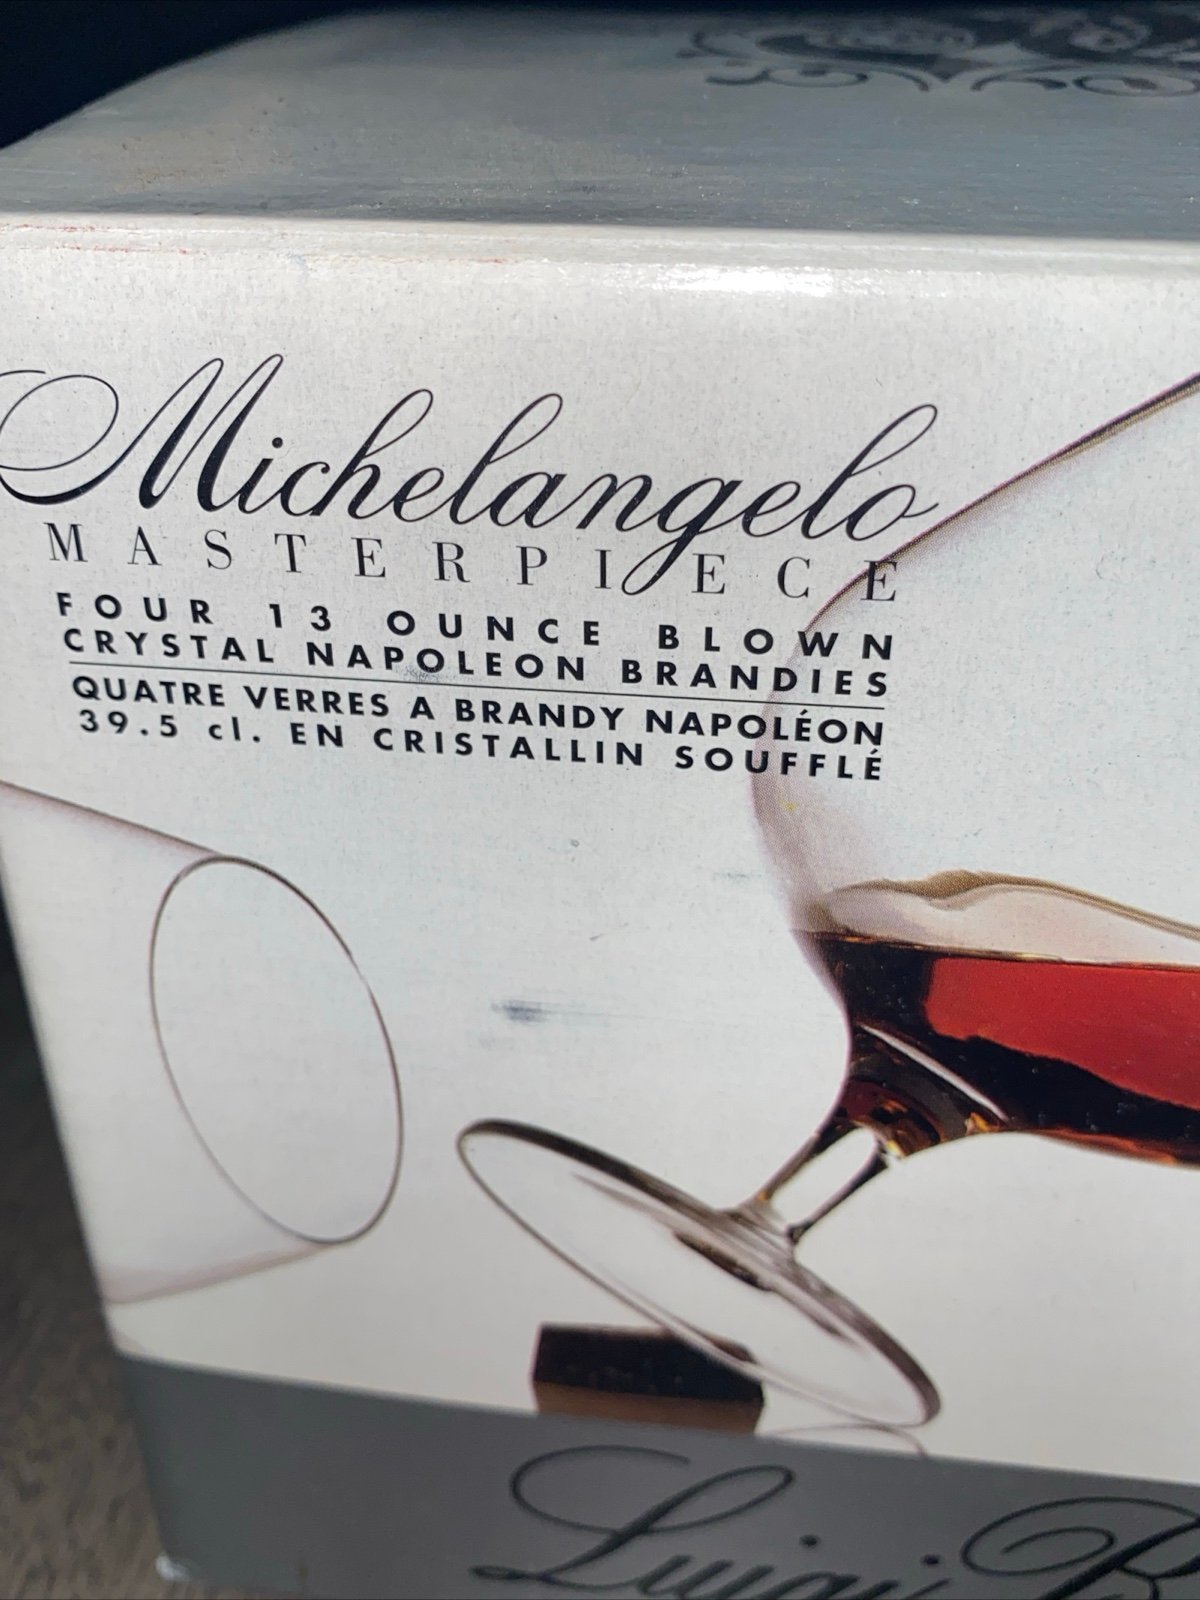 Michelangelo
MASTERPIECE
FOUR 13 OUNCE BLOWN
CRYSTAL NAPOLEON BRANDIES
QUATRE VERRES A BRANDY NAPOLÉON
39.5 cl. EN CRISTALLIN SOUFFLÉ
Luigi B